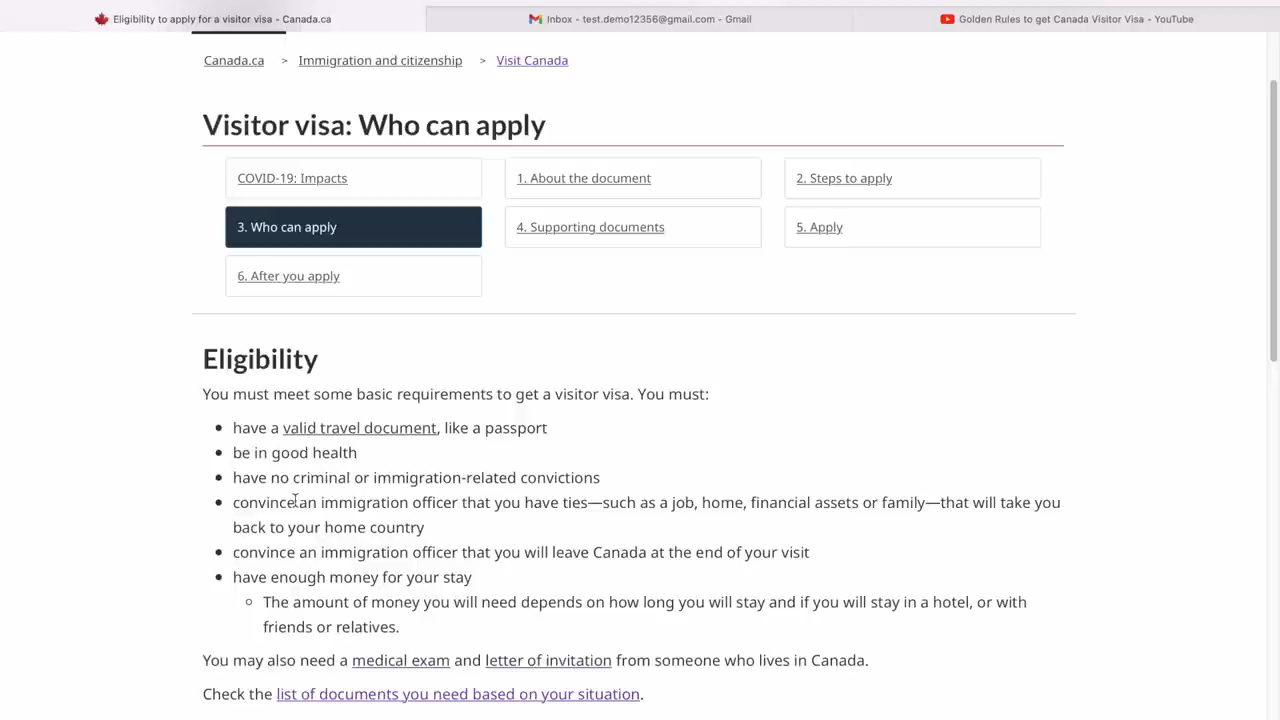 Eligibility to apply for a visitor visa - Canada.ca
Inbox - test.demo12356@gmail.com - Gmail
Golden Rules to get Canada Visitor Visa - YouTube
Canada.ca > Immigration and citizenship > Visit Canada
Visitor visa: Who can apply
COVID-19: Impacts
1. About the document
2. Steps to apply
3. Who can apply
4. Supporting documents
5. Apply
6. After you apply
Eligibility
You must meet some basic requirements to get a visitor visa. You must:
have a valid travel document, like a passport
be in good health
have no criminal or immigration-related convictions
convince an immigration officer that you have ties—such as a job, home, financial assets or family—that will take you
back to your home country
convince an immigration officer that you will leave Canada at the end of your visit
have enough money for your stay
The amount of money you will need depends on how long you will stay and if you will stay in a hotel, or with
friends or relatives.
You may also need a medical exam and letter of invitation from someone who lives in Canada.
Check the list of documents you need based on your situation.